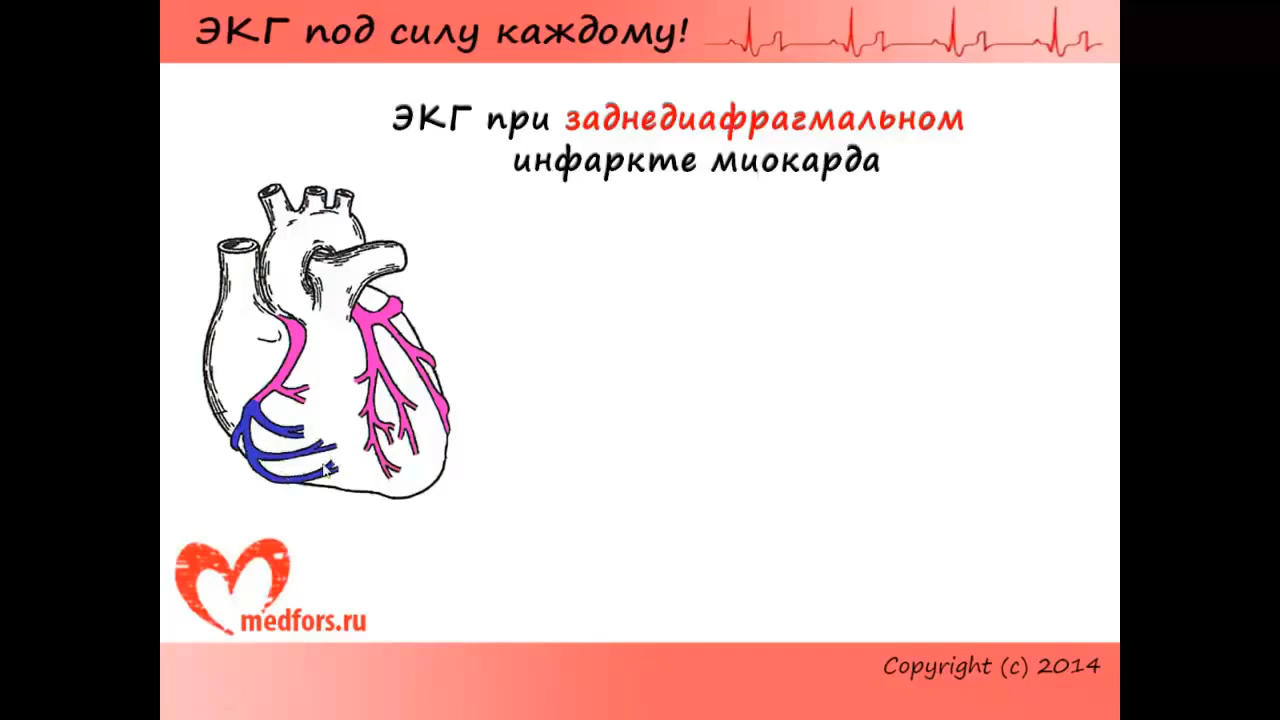 ЭКГ под силу каждому!
ЭКГ при заднедиафрагмальном
инфаркте миокарда
medfors.ru
Copyright (c) 2014